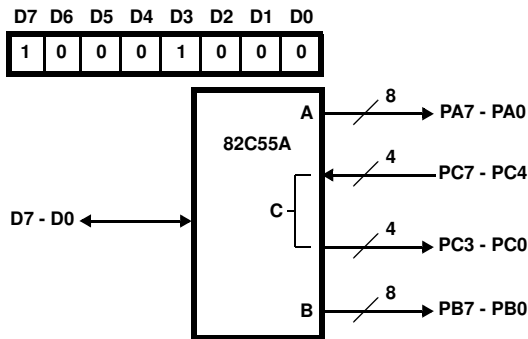 D7 D6 D5 D4 D3 D2 D1 D0
1 0 0 0 1 0 0 0
A
8
PA7 - PA0
82C55A
4
PC7 - PC4
C
D7 - D0
4
PC3 - PC0
B
8
PB7 - PB0